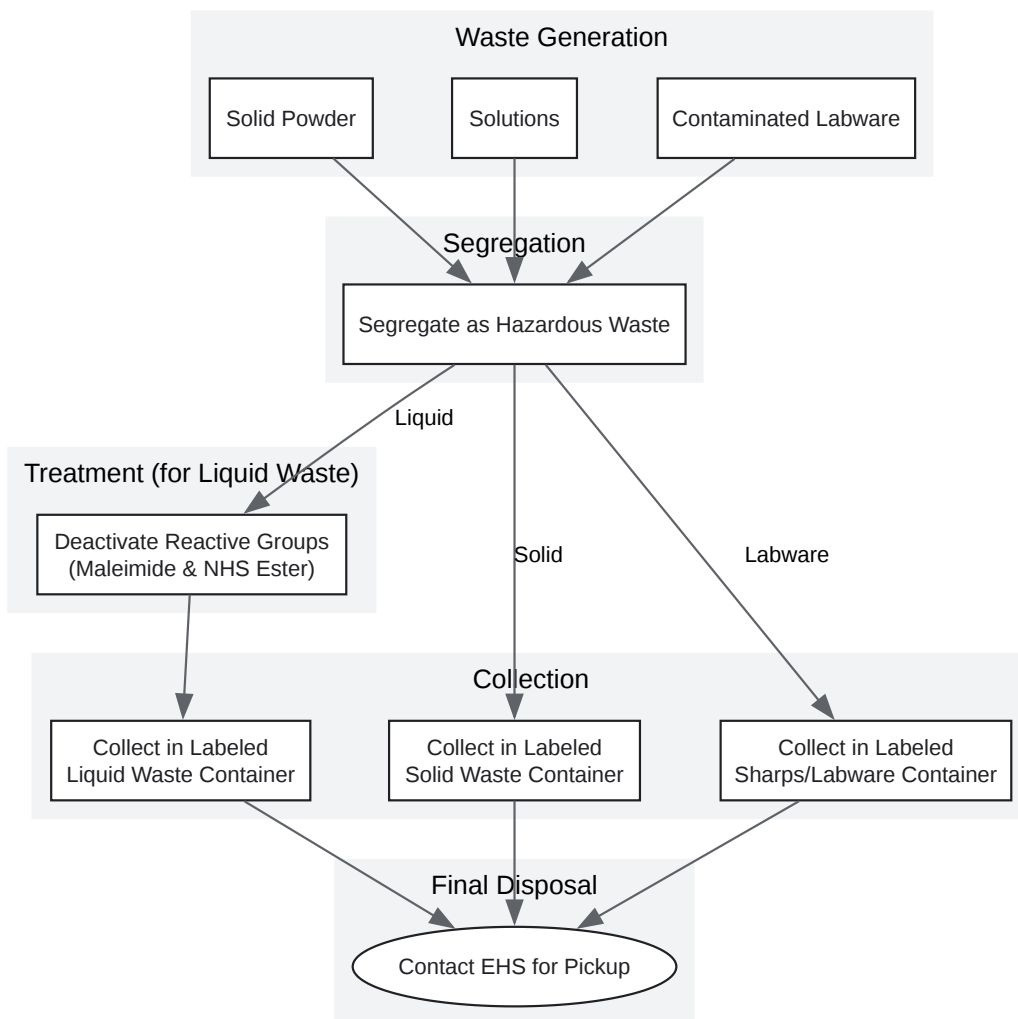 Waste Generation
Solid Powder
Solutions
Contaminated Labware
Segregation
Segregate as Hazardous Waste
Liquid
Treatment (for Liquid Waste)
Deactivate Reactive Groups
(Maleimide & NHS Ester)
Solid
Labware
Collection
Collect in Labeled
Liquid Waste Container
Collect in Labeled
Solid Waste Container
Collect in Labeled
Sharps/Labware Container
Final Disposal
Contact EHS for Pickup